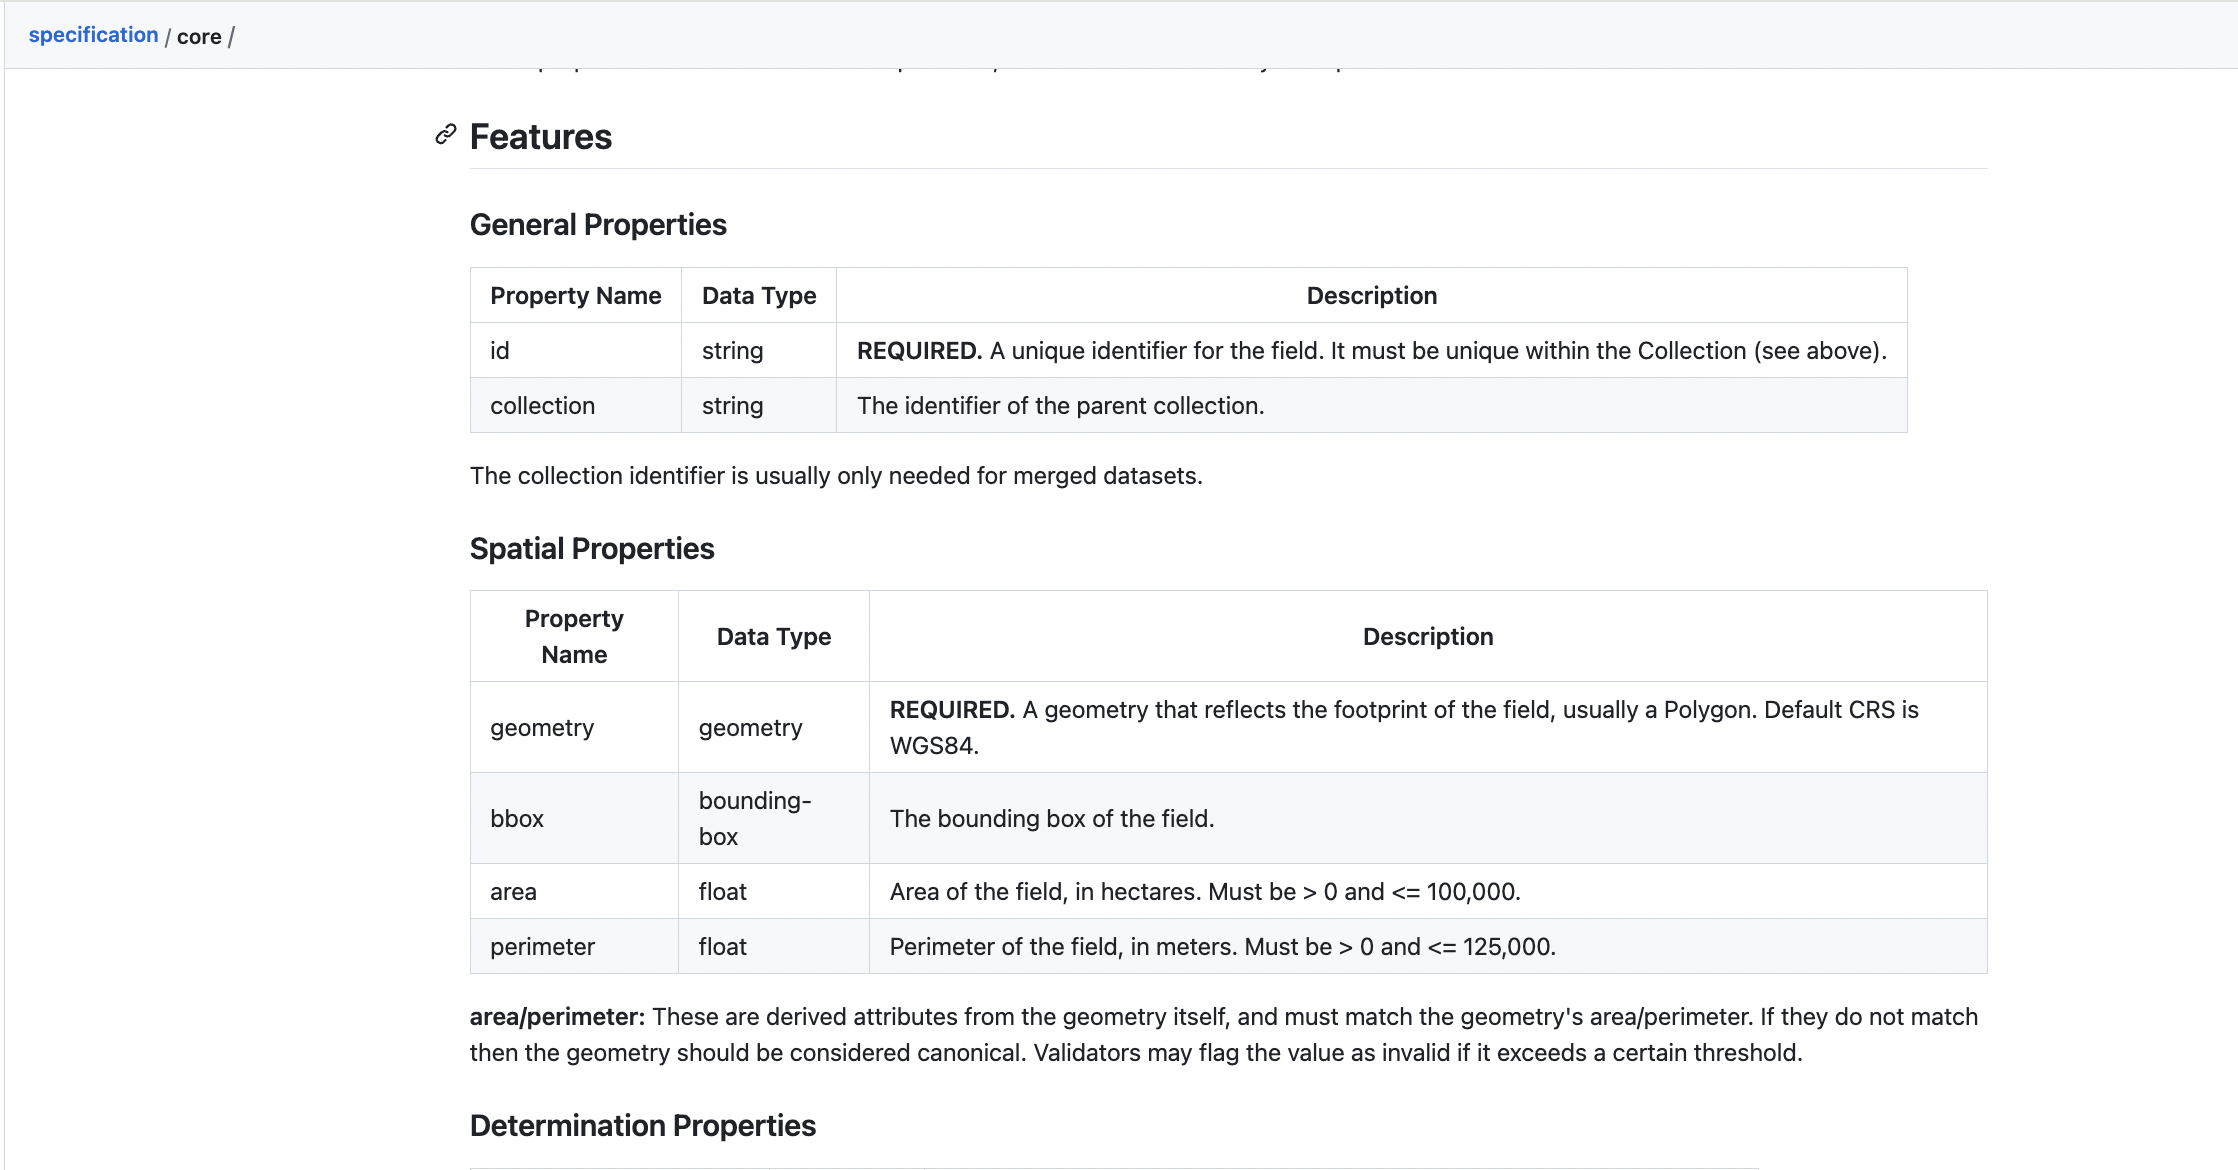 specification / core /
Features
General Properties
Property Name Data Type Description
id string REQUIRED. A unique identifier for the field. It must be unique within the Collection (see above).
collection string The identifier of the parent collection.
The collection identifier is usually only needed for merged datasets.
Spatial Properties
Property
Name
Data Type
Description
geometry
geometry
REQUIRED. A geometry that reflects the footprint of the field, usually a Polygon. Default CRS is
WGS84.
bbox
bounding-
box
The bounding box of the field.
area float Area of the field, in hectares. Must be > 0 and <= 100,000.
perimeter float Perimeter of the field, in meters. Must be > 0 and <= 125,000.
area/perimeter: These are derived attributes from the geometry itself, and must match the geometry's area/perimeter. If they do not match
then the geometry should be considered canonical. Validators may flag the value as invalid if it exceeds a certain threshold.
Determination Properties